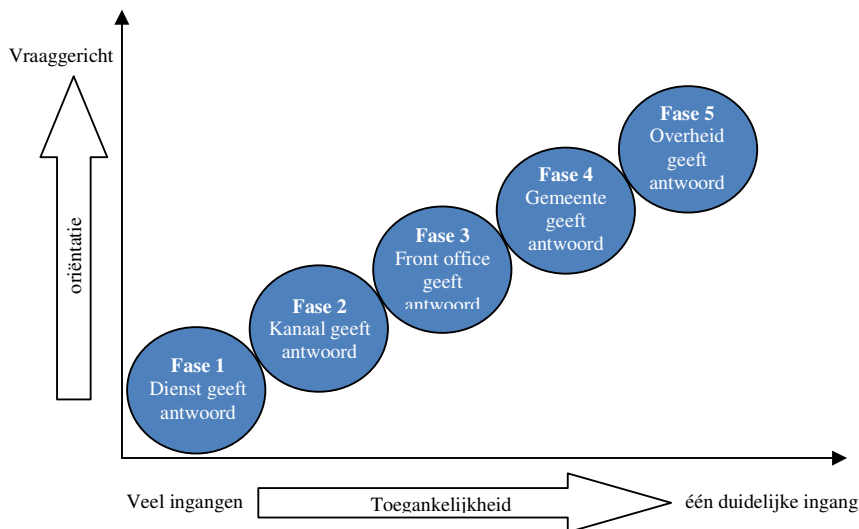 Vraaggericht
oriëntatie
Fase 1
Dienst geeft
antwoord
Fase 2
Kanaal geeft
antwoord
Fase 3
Front office
geeft
antwoord
Fase 4
Gemeente
geeft
antwoord
Fase 5
Overheid
geeft
antwoord
Veel ingangen
Toegankelijkheid
één duidelijke ingang